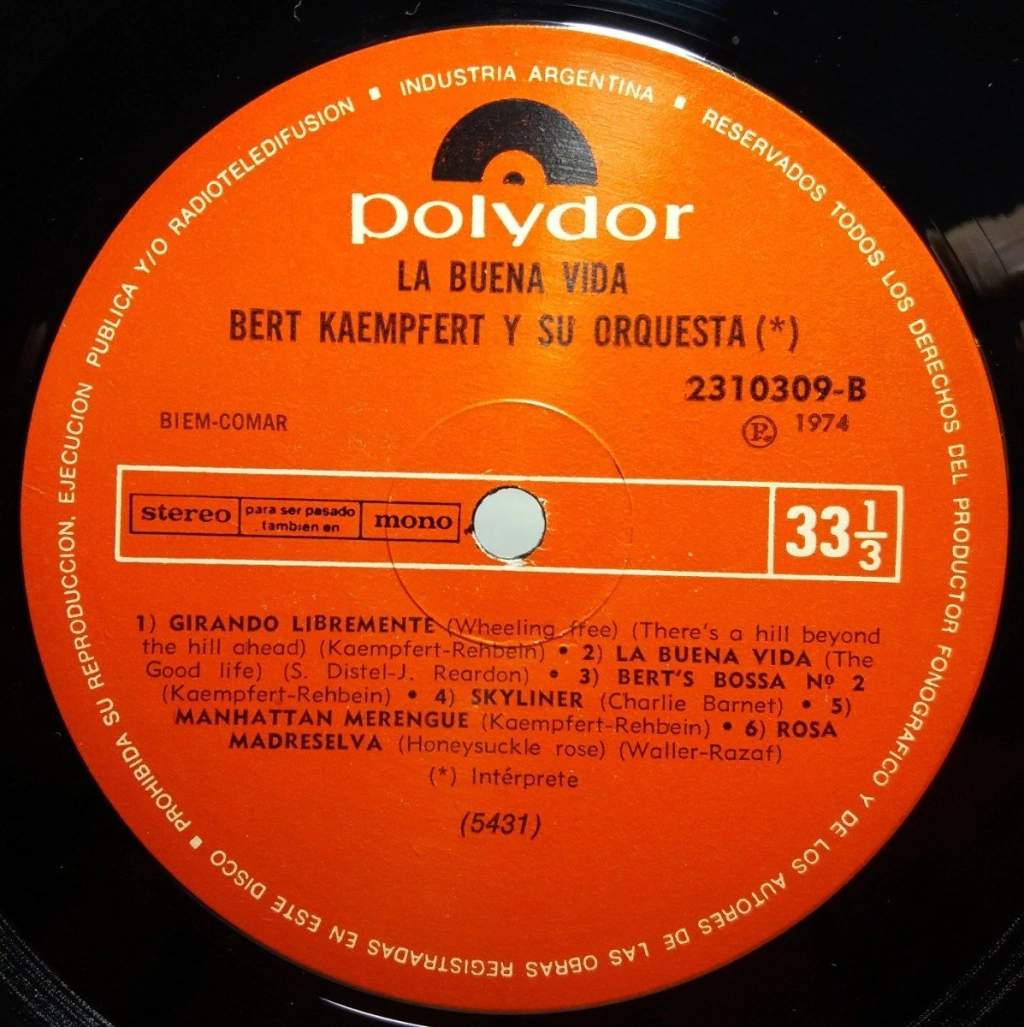 INDUSTRIA ARGENTINA ▪ RESERVADOS TODOS LOS DERECHOS DEL PRODUCTOR FONOGRAFICO Y DE LOS AUTORES DE LAS OBRAS REGISTRADAS EN ESTE DISCO ▪ PROHIBIDA SU REPRODUCCION, EJECUCION PUBLICA Y/O RADIOTELEDIFUSION ▪
polydor
LA BUENA VIDA
BERT KAEMPFERT Y SU ORQUESTA (*)
2310309-B
BIEM-COMAR
Ⓟ 1974
stereo
para ser pasado
también en
mono
33 1/3
1) GIRANDO LIBREMENTE (Wheeling free) (There's a hill beyond
the hill ahead) (Kaempfert-Rehbein) • 2) LA BUENA VIDA (The
Good life) (S. Distel-J. Reardon) • 3) BERT'S BOSSA Nº 2
(Kaempfert-Rehbein) • 4) SKYLINER (Charlie Barnet) • 5)
MANHATTAN MERENGUE (Kaempfert-Rehbein) • 6) ROSA
MADRESELVA (Honeysuckle rose) (Waller-Razaf)
(*) Intérprete
(5431)